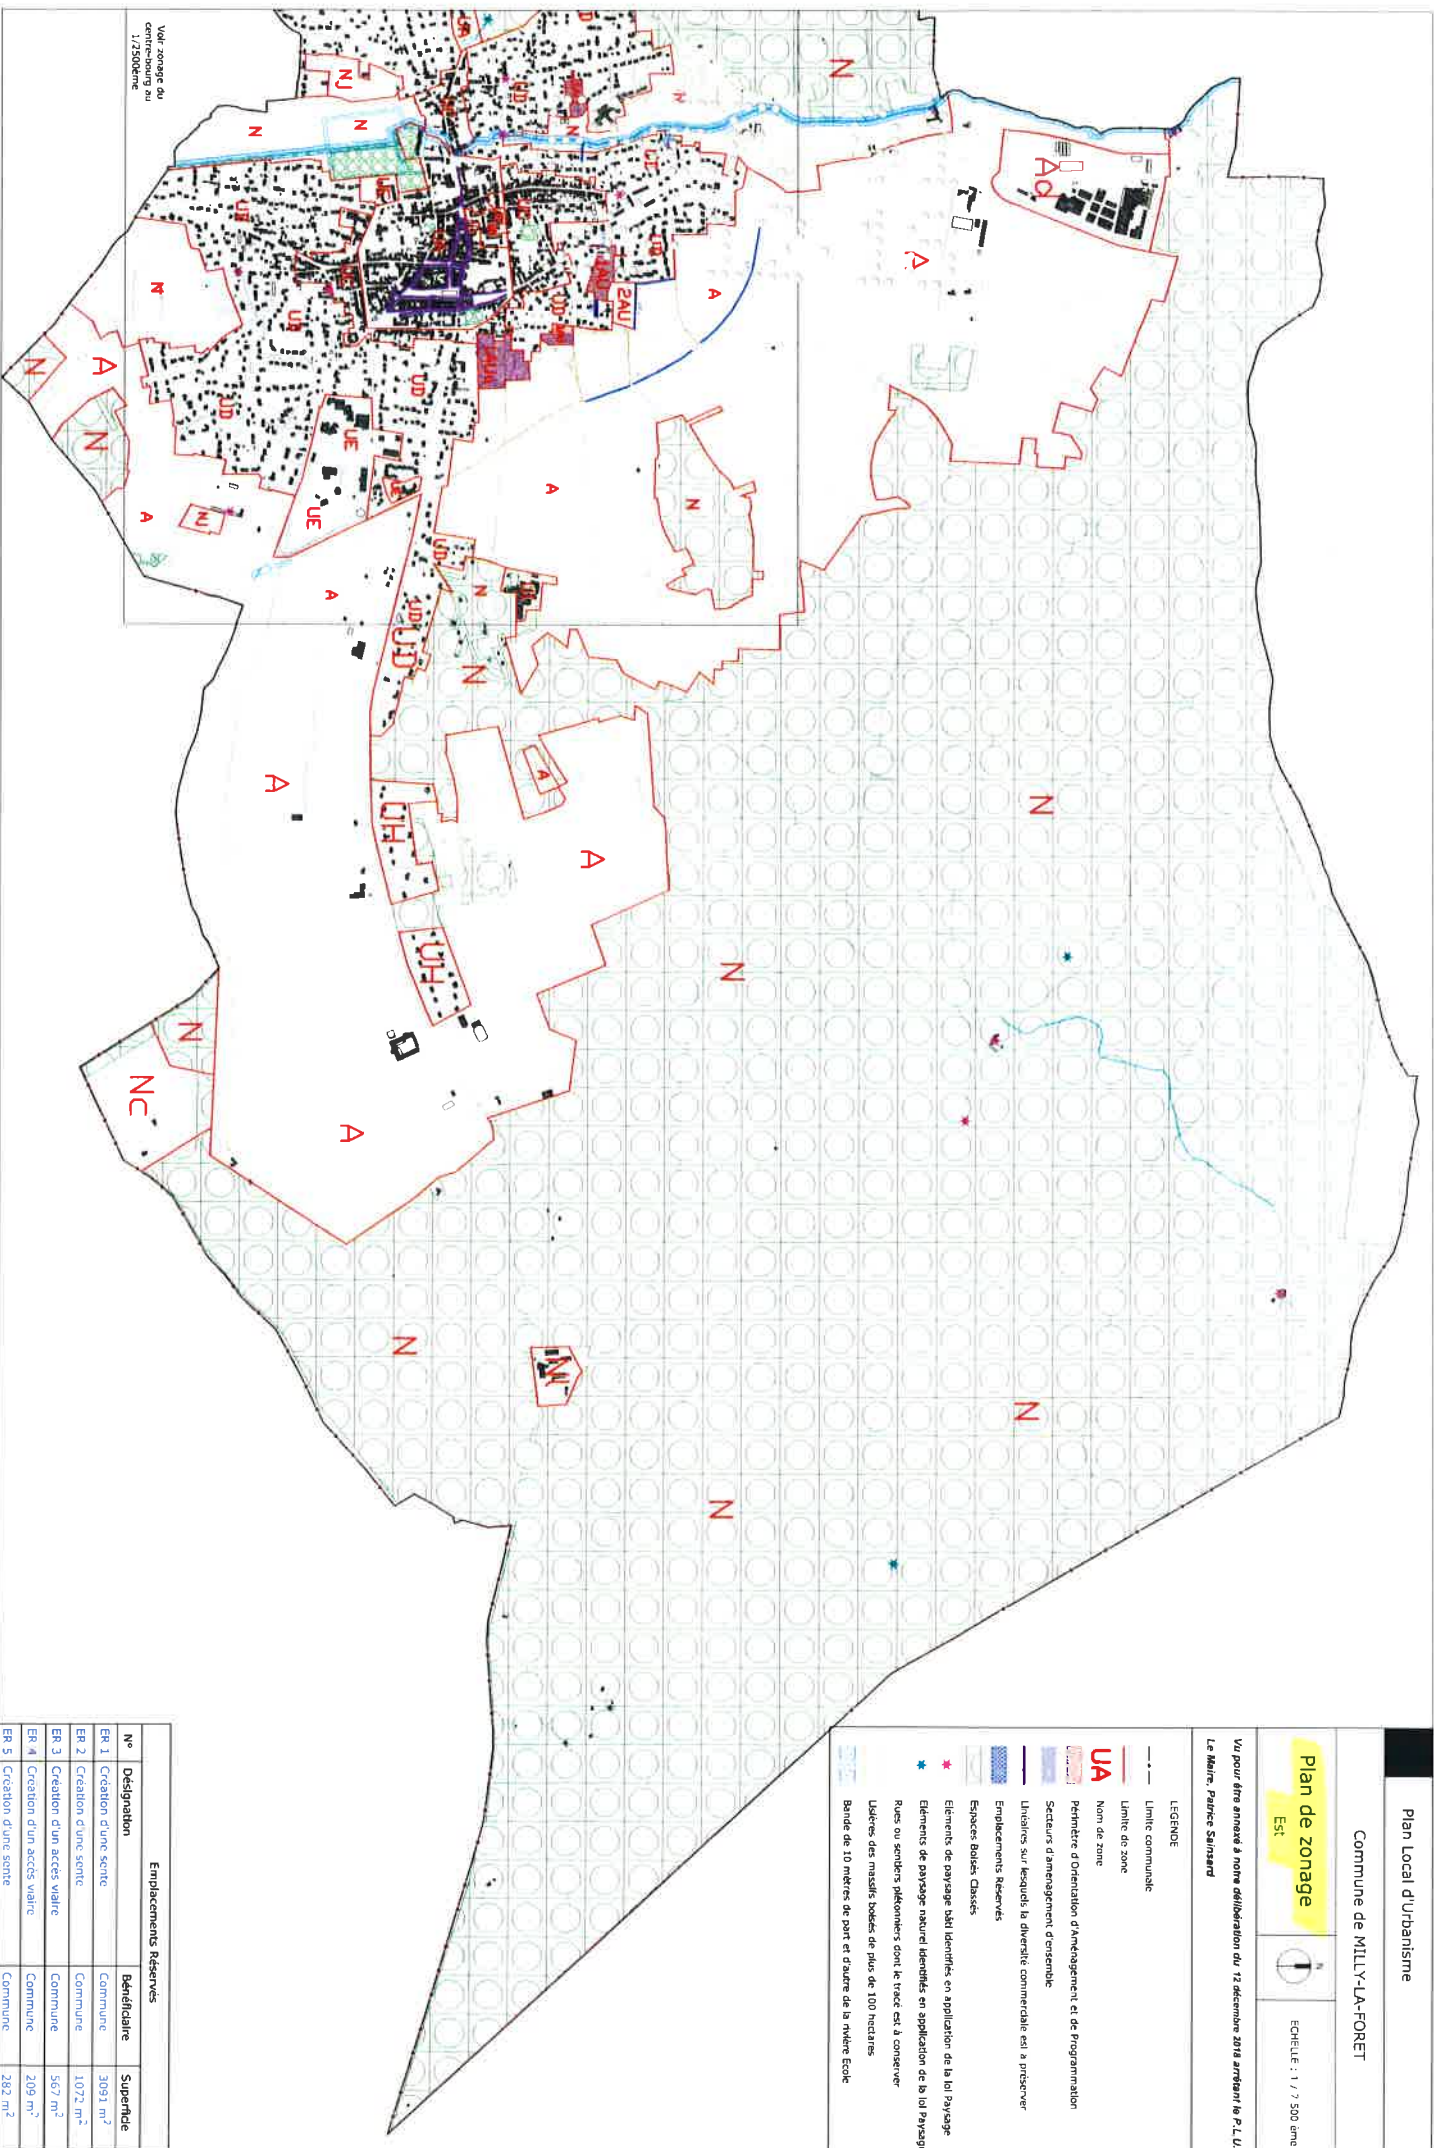 Plan Local d'Urbanisme
Commune de MILLY-LA-FORET
Plan de zonage
Est
N
ECHELLE : 1 / 7 500 ème
Vu pour être annexé à notre délibération du 12 décembre 2018 arrêtant le P.L.U.
Le Maire, Patrice Sainsard
LEGENDE
Limite communale
Limite de zone
UA Nom de zone
Périmètre d'Orientation d'Aménagement et de Programmation
Secteurs d'amenagement d'ensemble
Linéaires sur lesquels la diversité commerciale est a préserver
Emplacements Réservés
Espaces Boisés Classés
Eléments de paysage bâti identifiés en application de la loi Paysage
Eléments de paysage naturel identifiés en application de la loi Paysage
Rues ou sentiers piétonniers dont le tracé est à conserver
Lisières des massifs boisés de plus de 100 hectares
Bande de 10 mètres de part et d'autre de la rivière Ecole
Emplacements Réservés
N° Désignation Bénéficiaire Superficie
ER 1 Création d'une sente Commune 3091 m²
ER 2 Création d'une sente Commune 1072 m²
ER 3 Création d'un accès viaire Commune 567 m²
ER 4 Création d'un accès viaire Commune 209 m²
ER 5 Création d'une sente Commune 282 m²
Voir zonage du
centre-bourg au
1/2500ème
N
A
A
N
N
N
N
N
N
A
A
A
UH
UH
N
Nc
UD
UD
UD
N
N
A
N
A
A
2AU
UD
UD
UD
UD
UE
UE
NJ
N
N
N
A
N
N
A
A